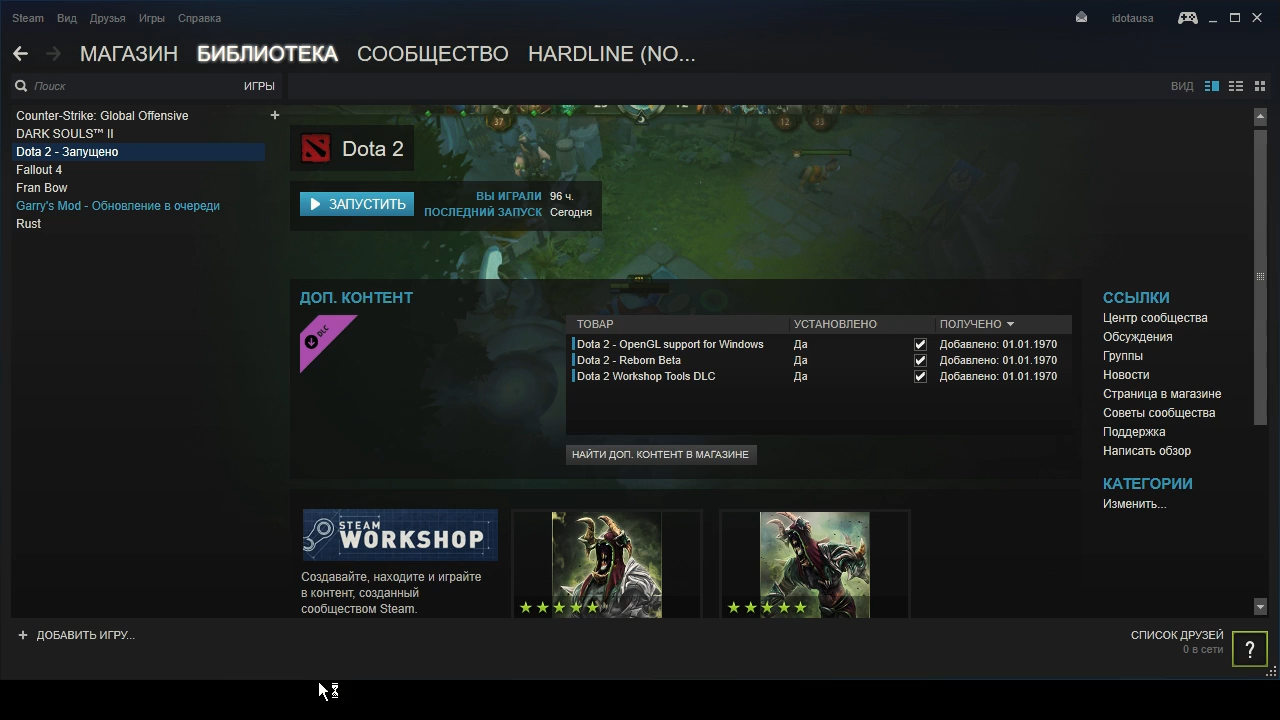 Steam Вид Друзья Игры Справка
idotausa
МАГАЗИН БИБЛИОТЕКА СООБЩЕСТВО HARDLINE (NO...
Поиск ИГРЫ
ВИД
Counter-Strike: Global Offensive
DARK SOULS™ II
Dota 2 - Запущено
Fallout 4
Fran Bow
Garry's Mod - Обновление в очереди
Rust
37 12 33
Dota 2
ЗАПУСТИТЬ
ВЫ ИГРАЛИ 96 ч.
ПОСЛЕДНИЙ ЗАПУСК Сегодня
ДОП. КОНТЕНТ
DLC
ТОВАР УСТАНОВЛЕНО ПОЛУЧЕНО
Dota 2 - OpenGL support for Windows Да Добавлено: 01.01.1970
Dota 2 - Reborn Beta Да Добавлено: 01.01.1970
Dota 2 Workshop Tools DLC Да Добавлено: 01.01.1970
НАЙТИ ДОП. КОНТЕНТ В МАГАЗИНЕ
ССЫЛКИ
Центр сообщества
Обсуждения
Группы
Новости
Страница в магазине
Советы сообщества
Поддержка
Написать обзор
КАТЕГОРИИ
Изменить...
STEAM
WORKSHOP
Создавайте, находите и играйте
в контент, созданный
сообществом Steam.
+ ДОБАВИТЬ ИГРУ...
СПИСОК ДРУЗЕЙ
0 в сети
?